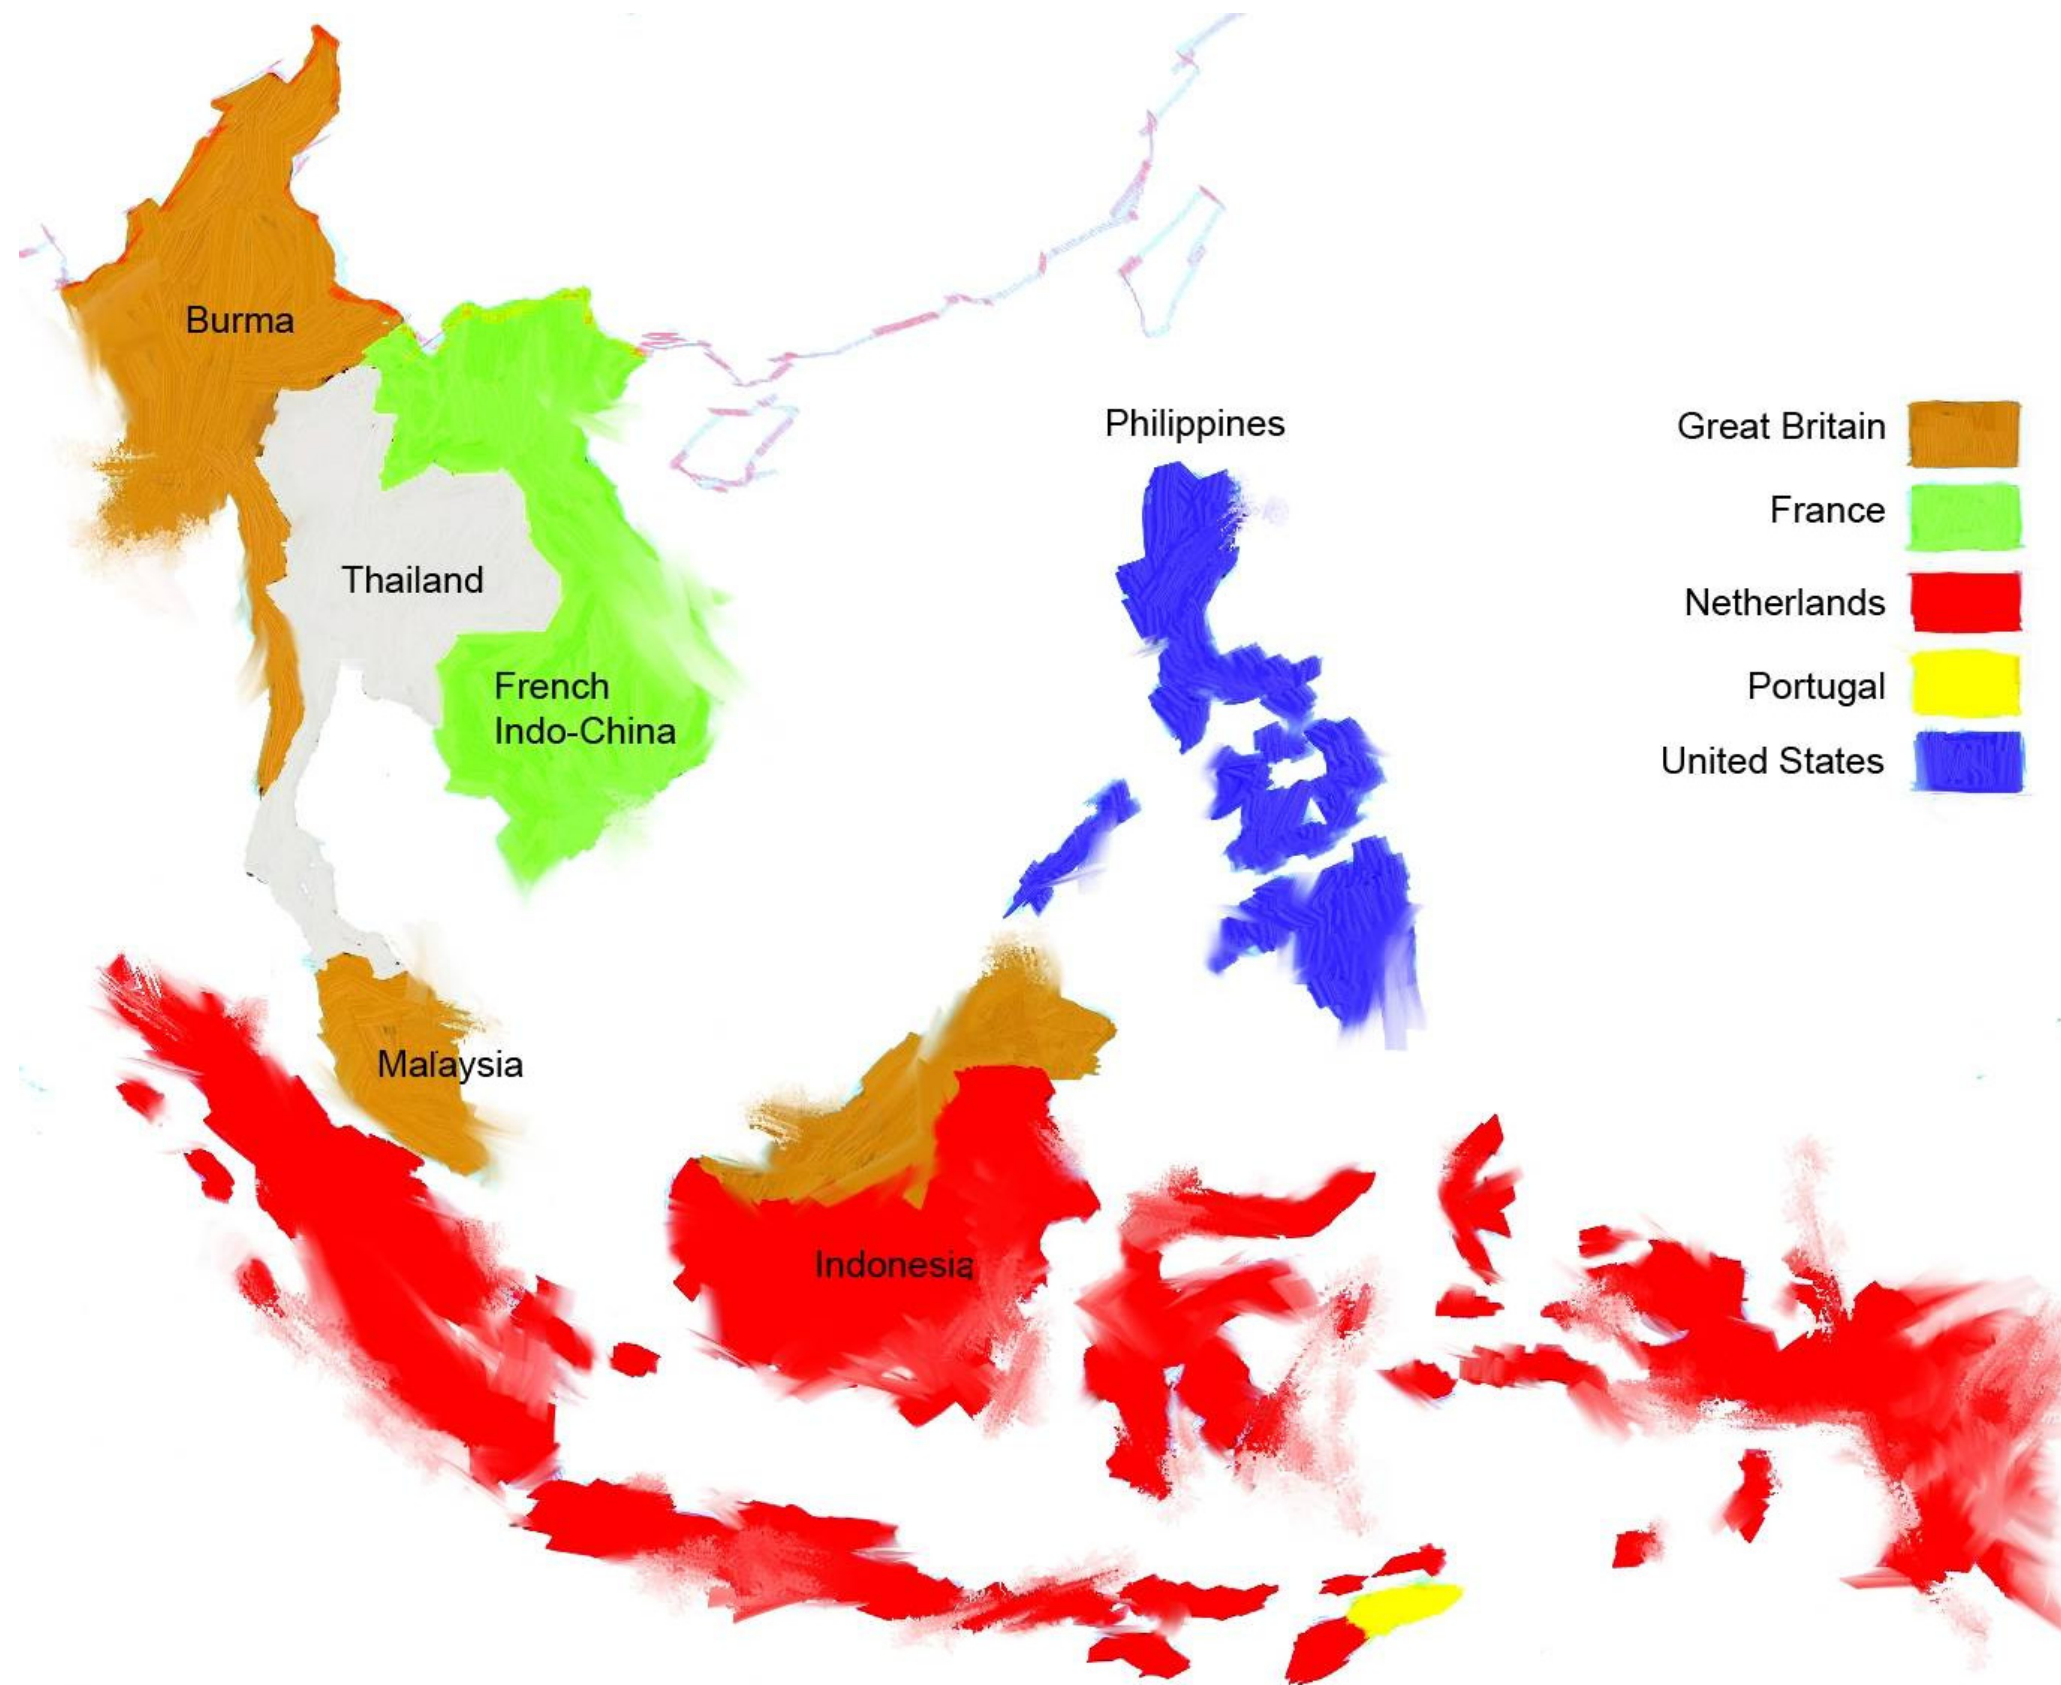 Burma
Philippines
Great Britain
France
Thailand
Netherlands
French
Indo-China
Portugal
United States
Malaysia
Indonesia